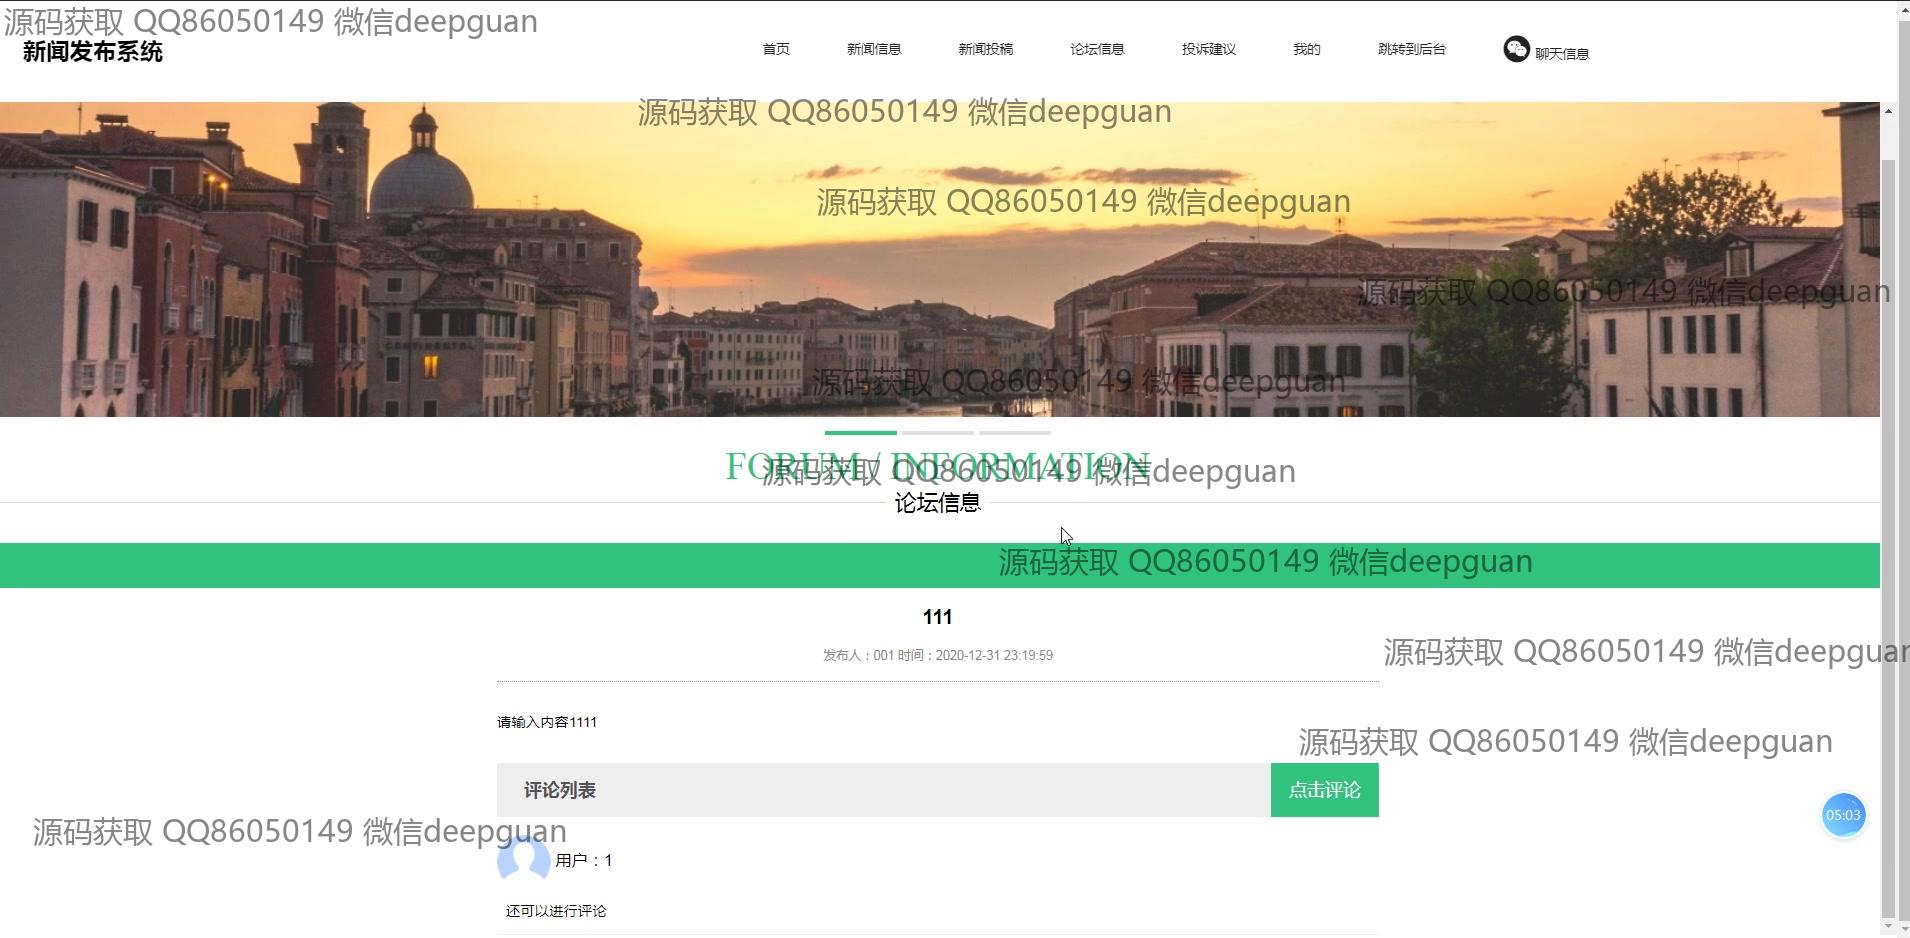 源码获取 QQ86050149 微信deepguan
新闻发布系统
首页 新闻信息 新闻投稿 论坛信息 投诉建议 我的 跳转到后台 聊天信息
源码获取 QQ86050149 微信deepguan
源码获取 QQ86050149 微信deepguan
源码获取 QQ86050149 微信deepguan
源码获取 QQ86050149 微信deepguan
FORUM / INFORMATION
源码获取 QQ86050149 微信deepguan
论坛信息
源码获取 QQ86050149 微信deepguan
111
发布人：001 时间：2020-12-31 23:19:59
源码获取 QQ86050149 微信deepguan
请输入内容1111
源码获取 QQ86050149 微信deepguan
评论列表 点击评论
05:03
源码获取 QQ86050149 微信deepguan
用户：1
还可以进行评论